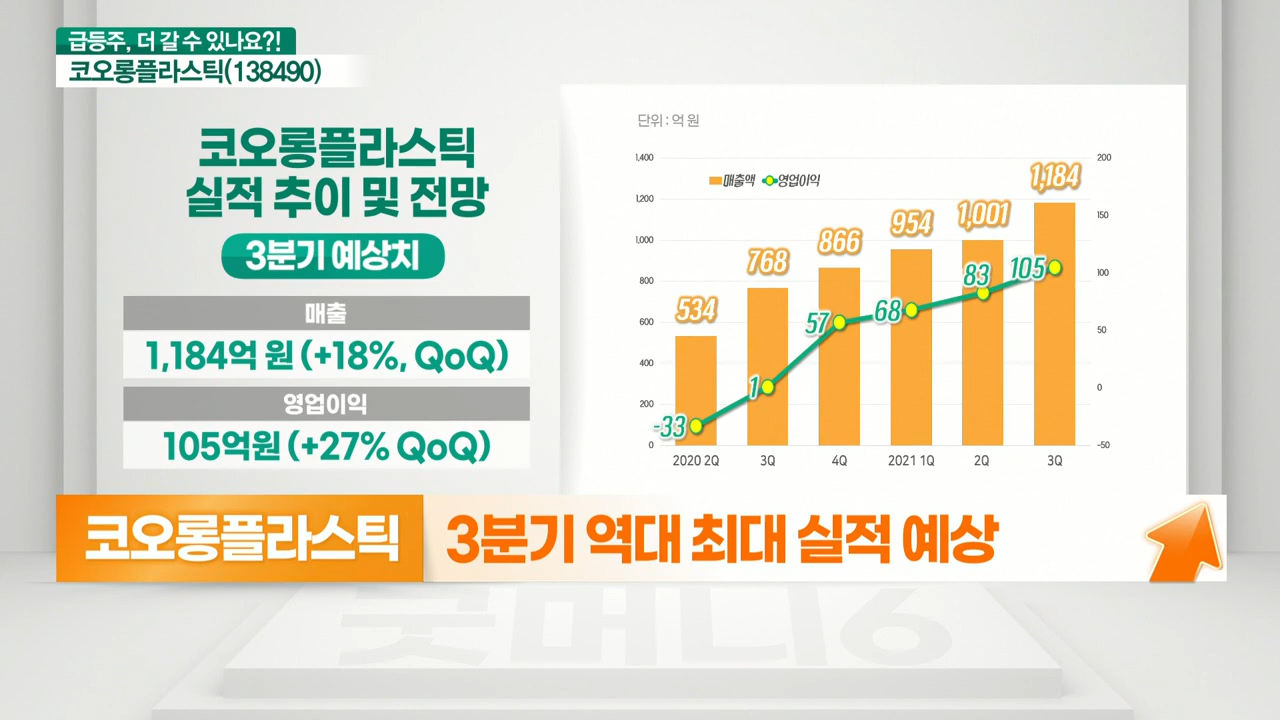 급등주, 더 갈 수 있나요?!
코오롱플라스틱(138490)
코오롱플라스틱
실적 추이 및 전망
3분기 예상치
매출
1,184억 원 (+18%, QoQ)
영업이익
105억원 (+27% QoQ)
단위 : 억 원
매출액 영업이익
1,400
1,200
1,000
800
600
400
200
0
200
150
100
50
0
-50
534
768
866
954
1,001
1,184
-33
1
57
68
83
105
2020 2Q 3Q 4Q 2021 1Q 2Q 3Q
코오롱플라스틱
3분기 역대 최대 실적 예상
굿머니6